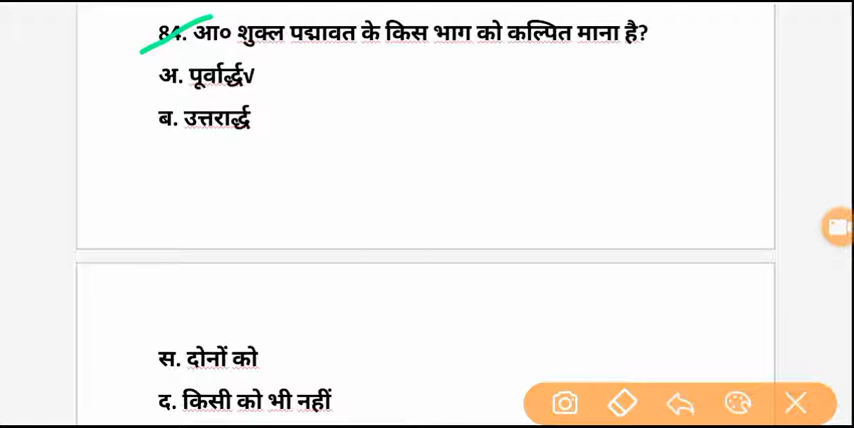 84. आ० शुक्ल पद्मावत के किस भाग को कल्पित माना है?
अ. पूर्वार्द्ध√
ब. उत्तरार्द्ध
स. दोनों को
द. किसी को भी नहीं